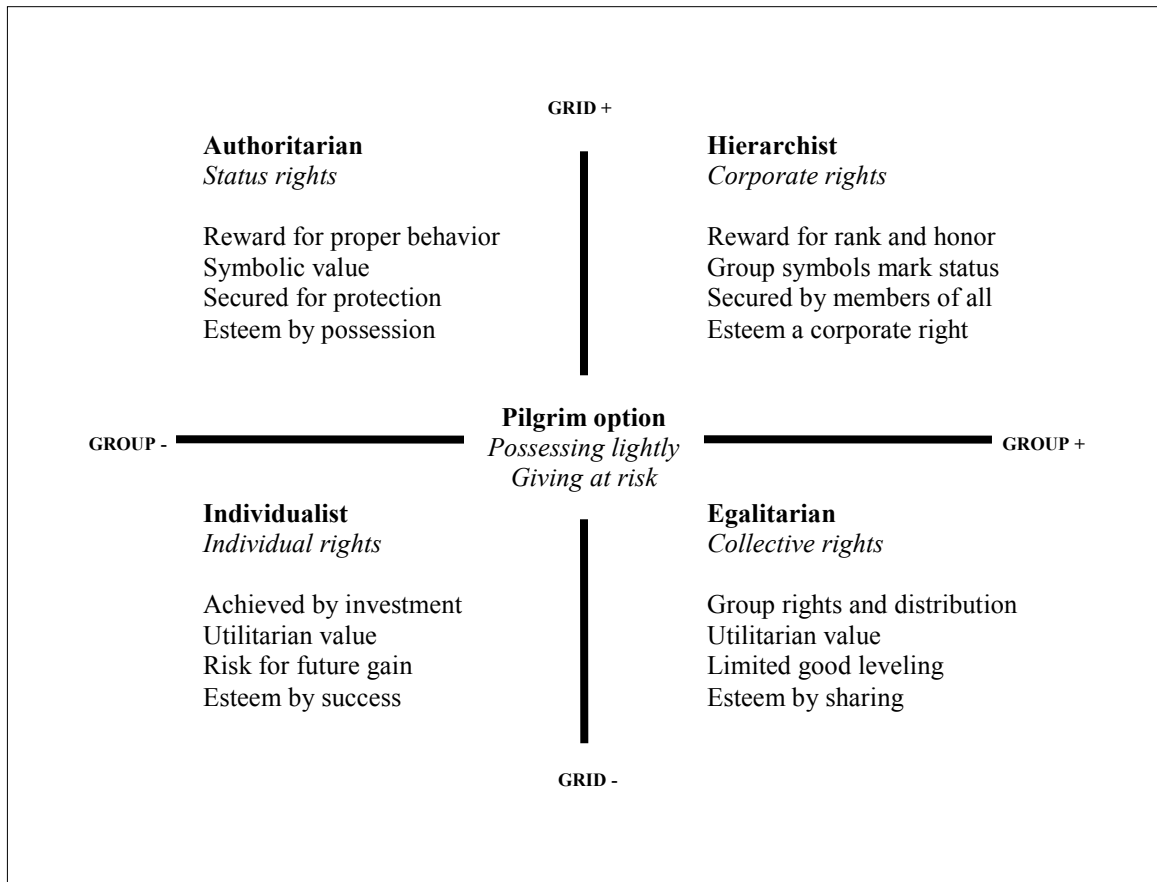 GRID +
Authoritarian
Status rights
Reward for proper behavior
Symbolic value
Secured for protection
Esteem by possession
Hierarchist
Corporate rights
Reward for rank and honor
Group symbols mark status
Secured by members of all
Esteem a corporate right
GROUP -
Pilgrim option
Possessing lightly
Giving at risk
GROUP +
Individualist
Individual rights
Achieved by investment
Utilitarian value
Risk for future gain
Esteem by success
Egalitarian
Collective rights
Group rights and distribution
Utilitarian value
Limited good leveling
Esteem by sharing
GRID -